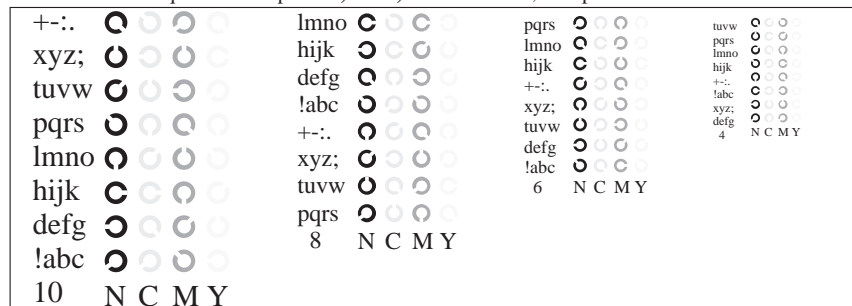 +-:.
xyz;
tuvw
pqrs
lmno
hijk
defg
!abc
10 N C M Y
lmno
hijk
defg
!abc
+-:.
xyz;
tuvw
pqrs
8 N C M Y
pqrs
lmno
hijk
+-:.
xyz;
tuvw
defg
!abc
6 N C M Y
tuvw
pqrs
lmno
hijk
+-:.
!abc
xyz;
defg
4 N C M Y